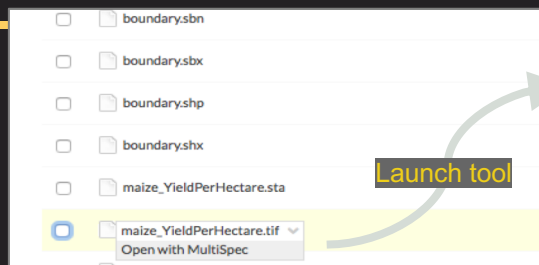 boundary.sbn
boundary.sbx
boundary.shp
boundary.shx
maize_YieldPerHectare.sta
Launch tool
maize_YieldPerHectare.tif
Open with MultiSpec